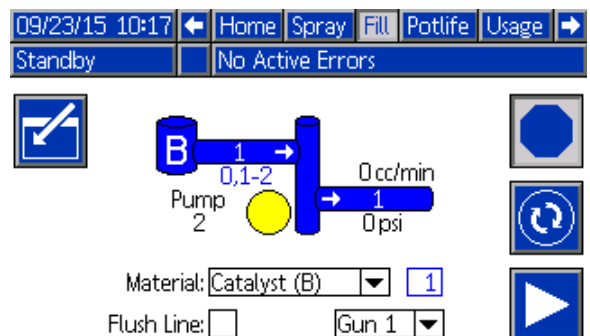 09/23/15 10:17 Home Spray Fill Potlife Usage
Standby No Active Errors
B 1
0,1-2
0 cc/min
Pump
2
1
0 psi
Material: Catalyst (B) 1
Flush Line: Gun 1